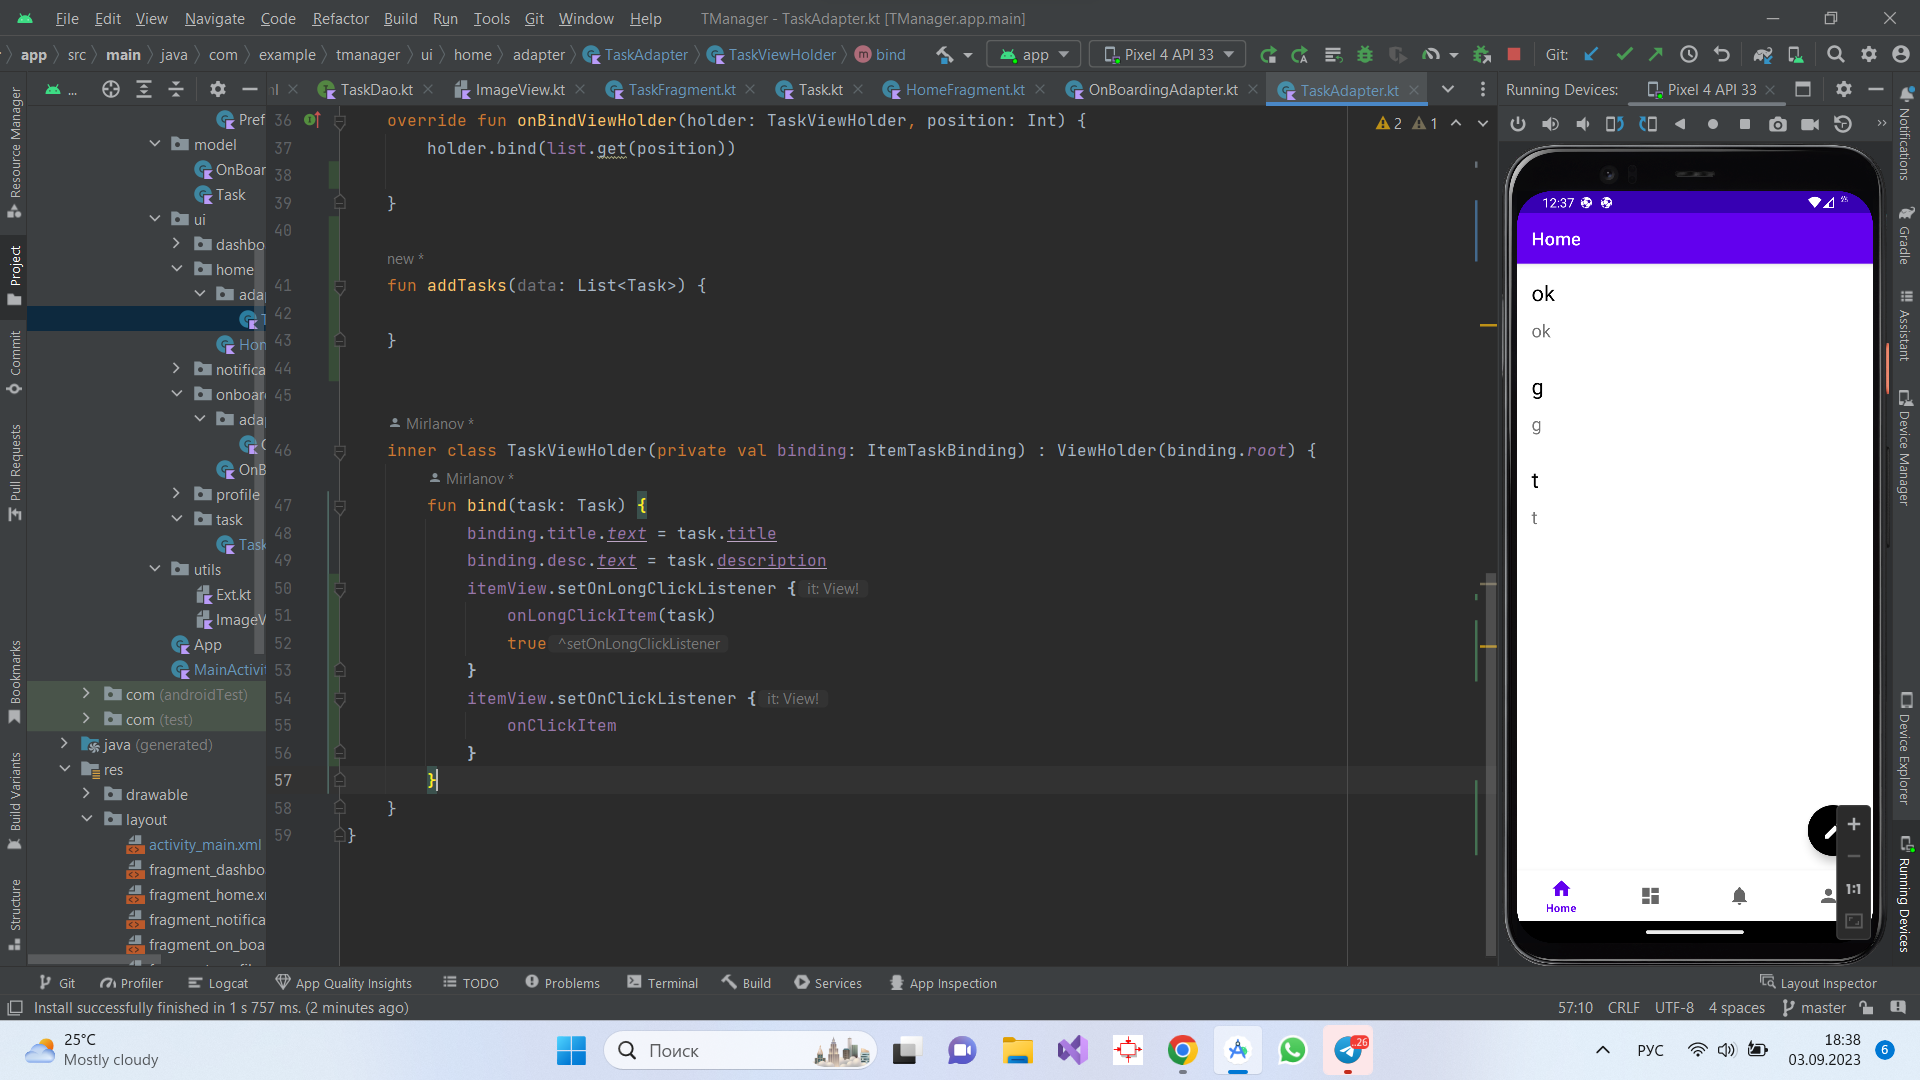 File Edit View Navigate Code Refactor Build Run Tools Git Window Help TManager - TaskAdapter.kt [TManager.app.main]
app src main java com example tmanager ui home adapter TaskAdapter TaskViewHolder bind app Pixel 4 API 33 Git:
... TaskDao.kt ImageView.kt TaskFragment.kt Task.kt HomeFragment.kt OnBoardingAdapter.kt TaskAdapter.kt Running Devices: Pixel 4 API 33
Resource Manager
Project
Commit
Pull Requests
Bookmarks
Build Variants
Structure
Pref
model
OnBoar
Task
ui
dashbo
home
ada
T
Hon
notifica
onboar
ada
OnB
profile
task
Task
utils
Ext.kt
ImageV
App
MainActivi
com (androidTest)
com (test)
java (generated)
res
drawable
layout
activity_main.xml
fragment_dashbo
fragment_home.x
fragment_notifica
fragment_on_boa
36 override fun onBindViewHolder(holder: TaskViewHolder, position: Int) {
37 holder.bind(list.get(position))
38
39 }
40
new *
41 fun addTasks(data: List<Task>) {
42
43 }
44
45
Mirlanov *
46 inner class TaskViewHolder(private val binding: ItemTaskBinding) : ViewHolder(binding.root) {
Mirlanov *
47 fun bind(task: Task) {
48 binding.title.text = task.title
49 binding.desc.text = task.description
50 itemView.setOnLongClickListener { it: View!
51 onLongClickItem(task)
52 true ^setOnLongClickListener
53 }
54 itemView.setOnClickListener { it: View!
55 onClickItem
56 }
57 }
58 }
59 }
2 1
12:37
Home
ok
ok
g
g
t
t
Home
1:1
Notifications
Gradle
Assistant
Device Manager
Device Explorer
Running Devices
Git Profiler Logcat App Quality Insights TODO Problems Terminal Build Services App Inspection Layout Inspector
Install successfully finished in 1 s 757 ms. (2 minutes ago) 57:10 CRLF UTF-8 4 spaces master
25°C
Mostly cloudy
Поиск
26
РУС
18:38
03.09.2023
6